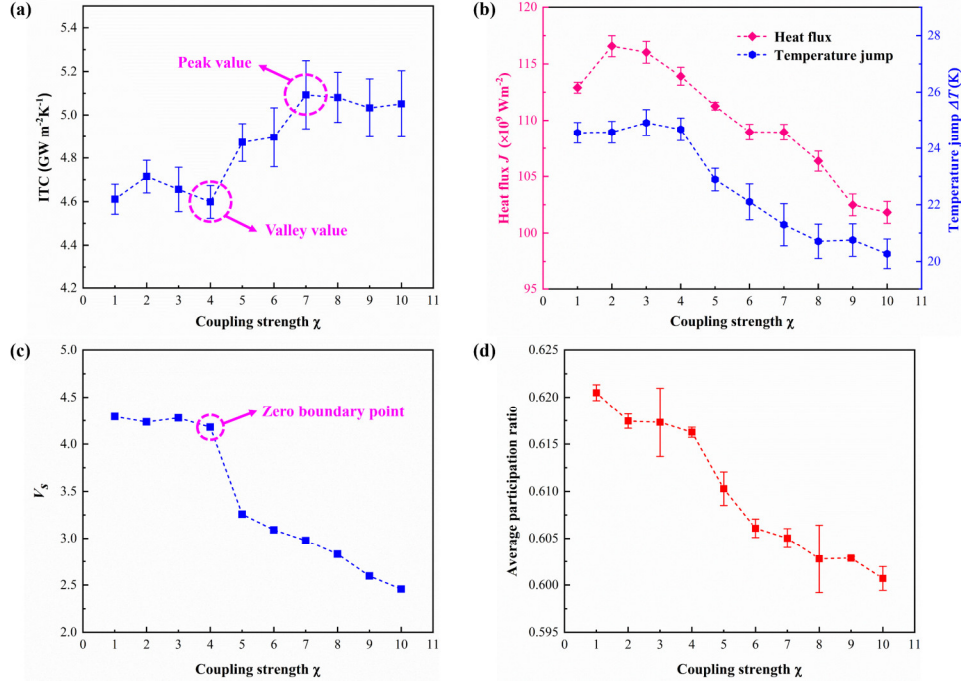 (a)
5.4
5.2
5.0
4.8
4.6
4.4
4.2
ITC (GW m⁻²K⁻¹)
Peak value
Valley value
0 1 2 3 4 5 6 7 8 9 10 11
Coupling strength χ
(b)
115
110
105
100
95
Heat flux J (×10⁹ Wm⁻²)
Heat flux
Temperature jump
28
26
24
22
20
Temperature jump ΔT (K)
0 1 2 3 4 5 6 7 8 9 10 11
Coupling strength χ
(c)
5.0
4.5
4.0
3.5
3.0
2.5
2.0
Vs
Zero boundary point
0 1 2 3 4 5 6 7 8 9 10 11
Coupling strength χ
(d)
0.625
0.620
0.615
0.610
0.605
0.600
0.595
Average participation ratio
0 1 2 3 4 5 6 7 8 9 10 11
Coupling strength χ